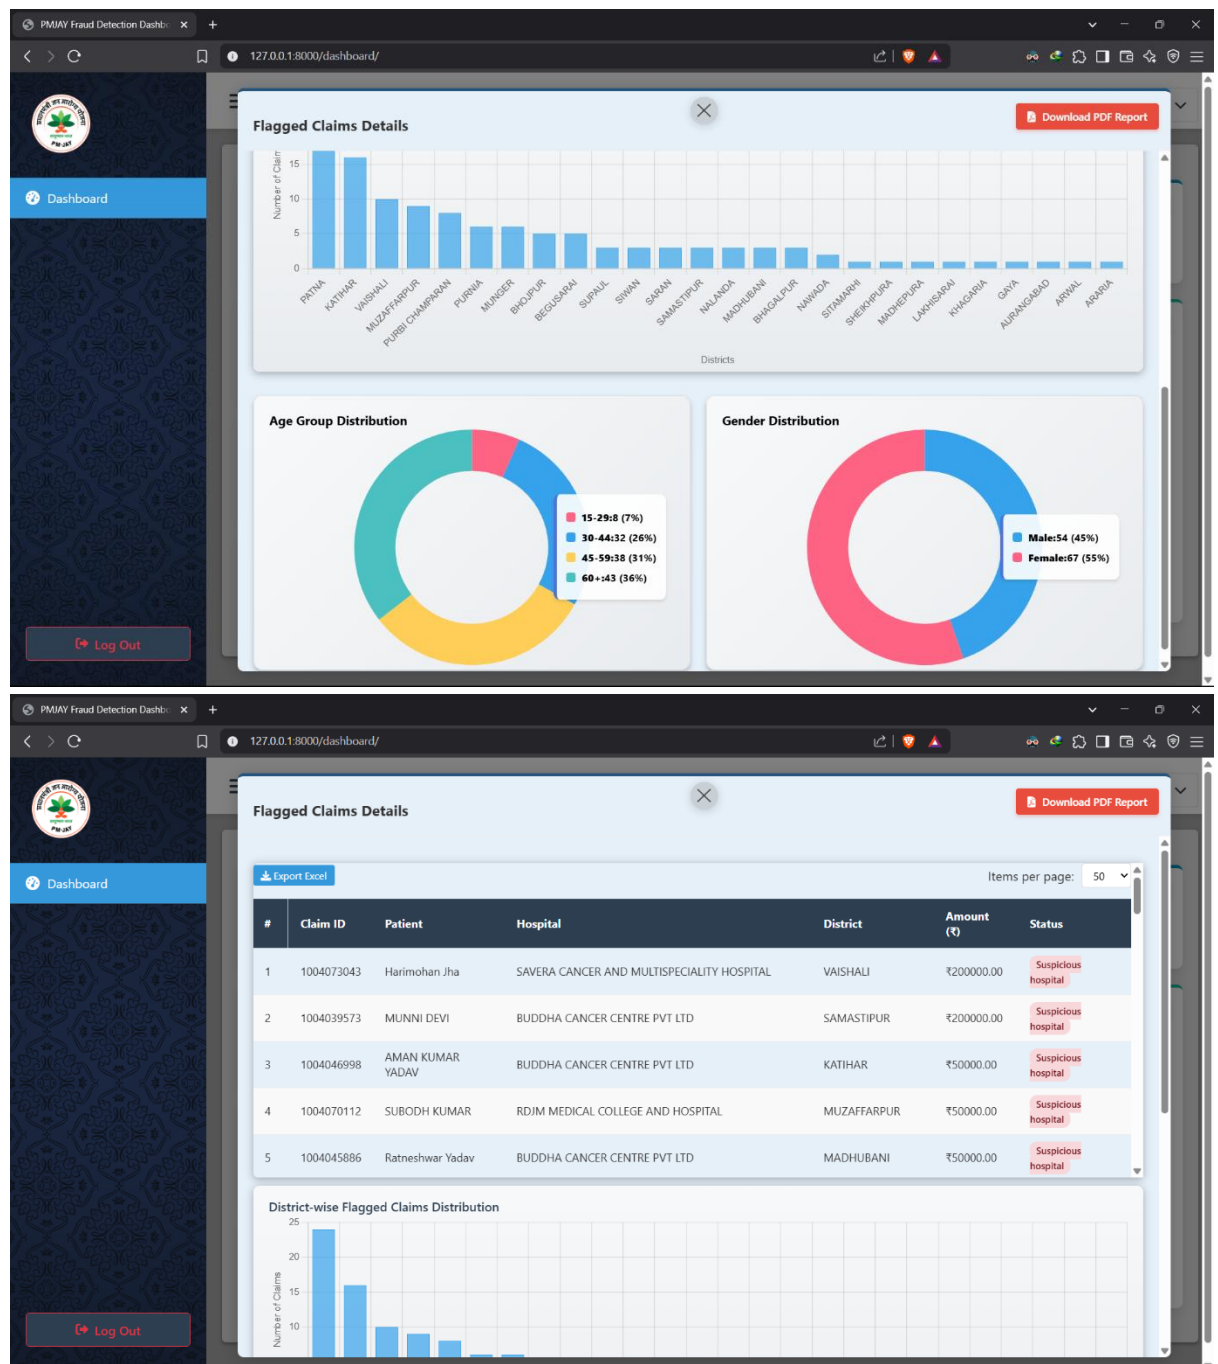 PMJAY Fraud Detection Dashb
127.0.0.1:8000/dashboard/
PM-JAY
Dashboard
Log Out
Flagged Claims Details
Download PDF Report
Number of Claim
15
10
5
0
PATNA
KATIHAR
VAISHALI
MUZAFFARPUR
PURBI CHAMPARAN
PURNIA
MUNGER
BHOJPUR
BEGUSARAI
SUPAUL
SIWAN
SARAN
SAMASTIPUR
NALANDA
MADHUBANI
BHAGALPUR
NAWADA
SITAMARHI
SHEIKHPURA
MADHEPURA
LAKHISARAI
KHAGARIA
GAYA
AURANGABAD
ARWAL
ARARIA
Districts
Age Group Distribution
15-29:8 (7%)
30-44:32 (26%)
45-59:38 (31%)
60+:43 (36%)
Gender Distribution
Male:54 (45%)
Female:67 (55%)
PMJAY Fraud Detection Dashb
127.0.0.1:8000/dashboard/
PM-JAY
Dashboard
Log Out
Flagged Claims Details
Download PDF Report
Export Excel
Items per page: 50
# Claim ID Patient Hospital District Amount (₹) Status
1 1004073043 Harimohan Jha SAVERA CANCER AND MULTISPECIALITY HOSPITAL VAISHALI ₹200000.00 Suspicious hospital
2 1004039573 MUNNI DEVI BUDDHA CANCER CENTRE PVT LTD SAMASTIPUR ₹200000.00 Suspicious hospital
3 1004046998 AMAN KUMAR YADAV BUDDHA CANCER CENTRE PVT LTD KATIHAR ₹50000.00 Suspicious hospital
4 1004070112 SUBODH KUMAR RDJM MEDICAL COLLEGE AND HOSPITAL MUZAFFARPUR ₹50000.00 Suspicious hospital
5 1004045886 Ratneshwar Yadav BUDDHA CANCER CENTRE PVT LTD MADHUBANI ₹50000.00 Suspicious hospital
District-wise Flagged Claims Distribution
Number of Claims
25
20
15
10